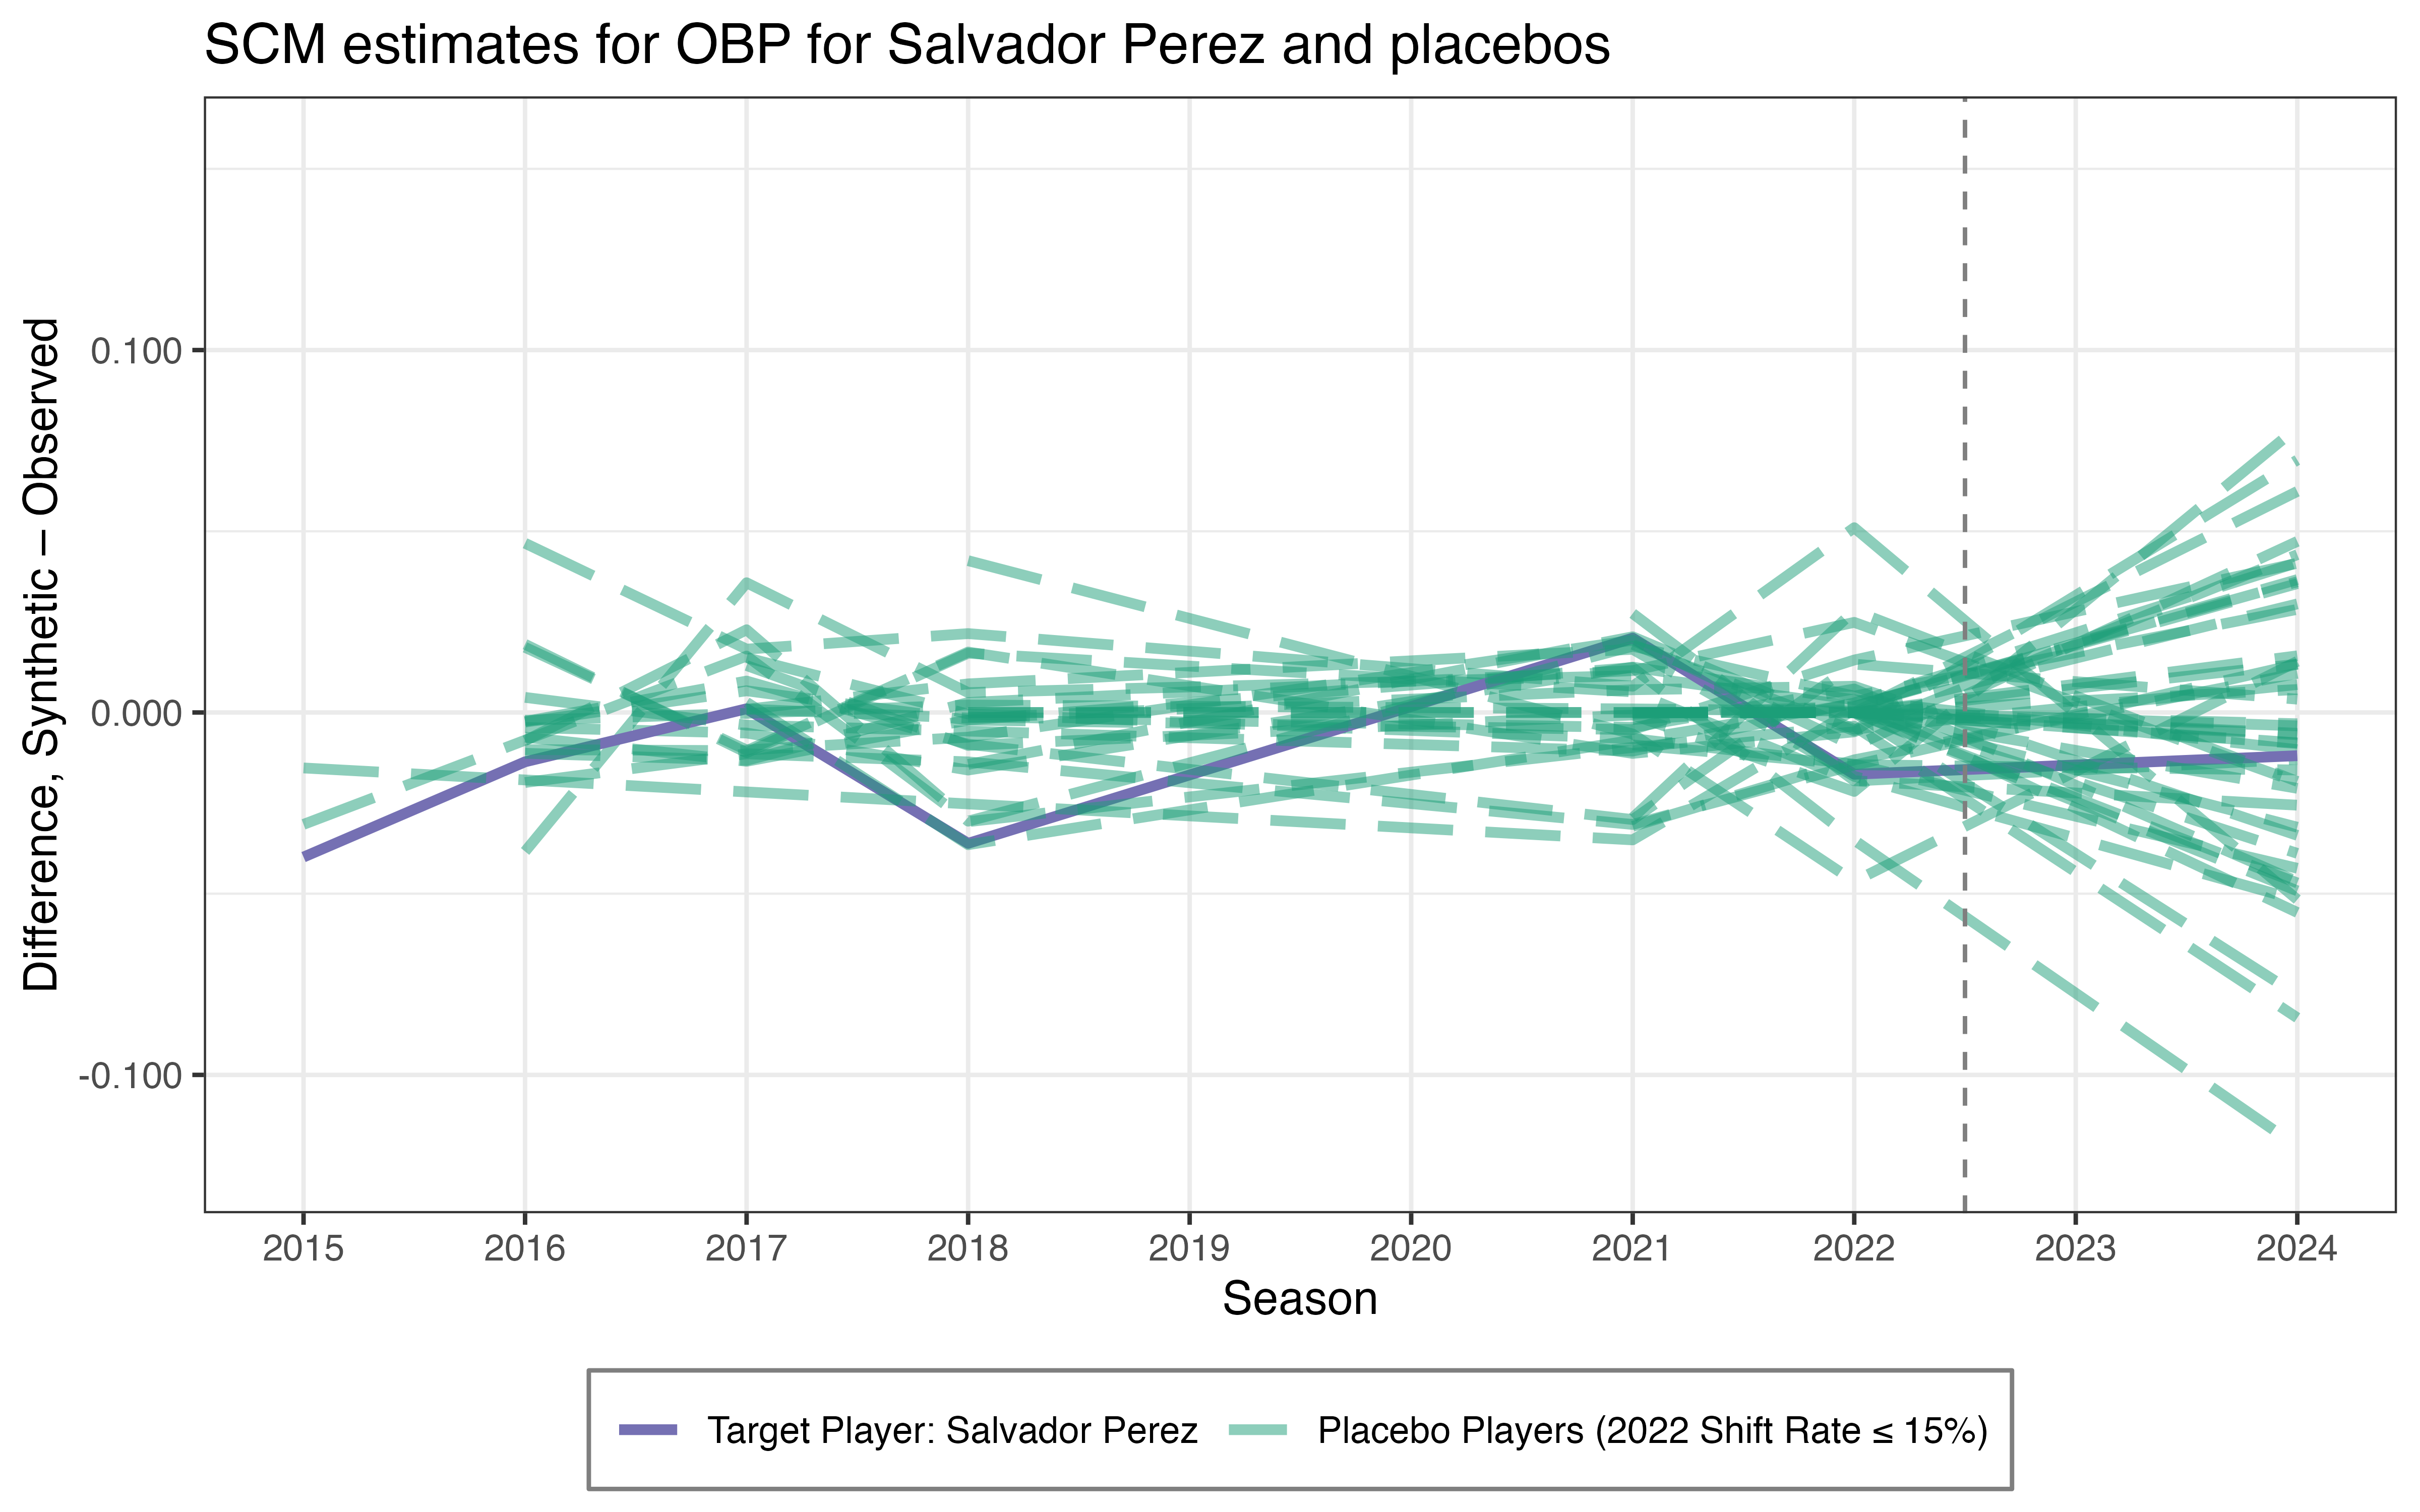 SCM estimates for OBP for Salvador Perez and placebos
Difference, Synthetic − Observed
0.100
0.000
-0.100
2015 2016 2017 2018 2019 2020 2021 2022 2023 2024
Season
Target Player: Salvador Perez Placebo Players (2022 Shift Rate ≤ 15%)